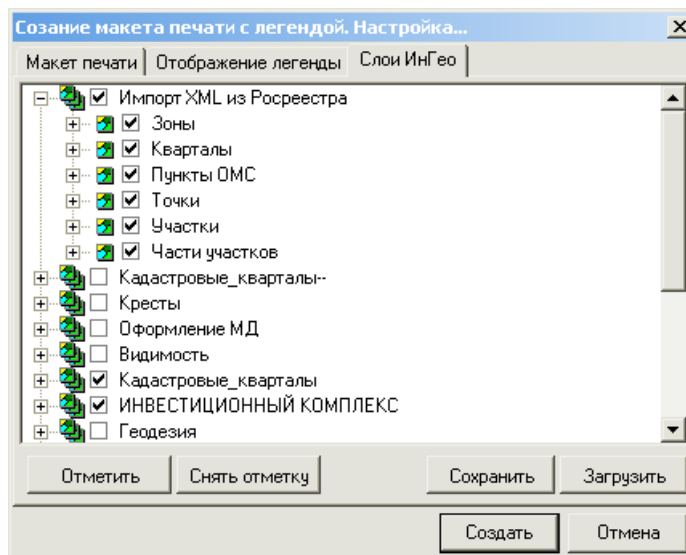 Созание макета печати с легендой. Настройка...
Макет печати Отображение легенды Слои ИнГео
Импорт XML из Росреестра
Зоны
Кварталы
Пункты ОМС
Точки
Участки
Части участков
Кадастровые_кварталы--
Кресты
Оформление МД
Видимость
Кадастровые_кварталы
ИНВЕСТИЦИОННЫЙ КОМПЛЕКС
Геодезия
Отметить Снять отметку Сохранить Загрузить
Создать Отмена